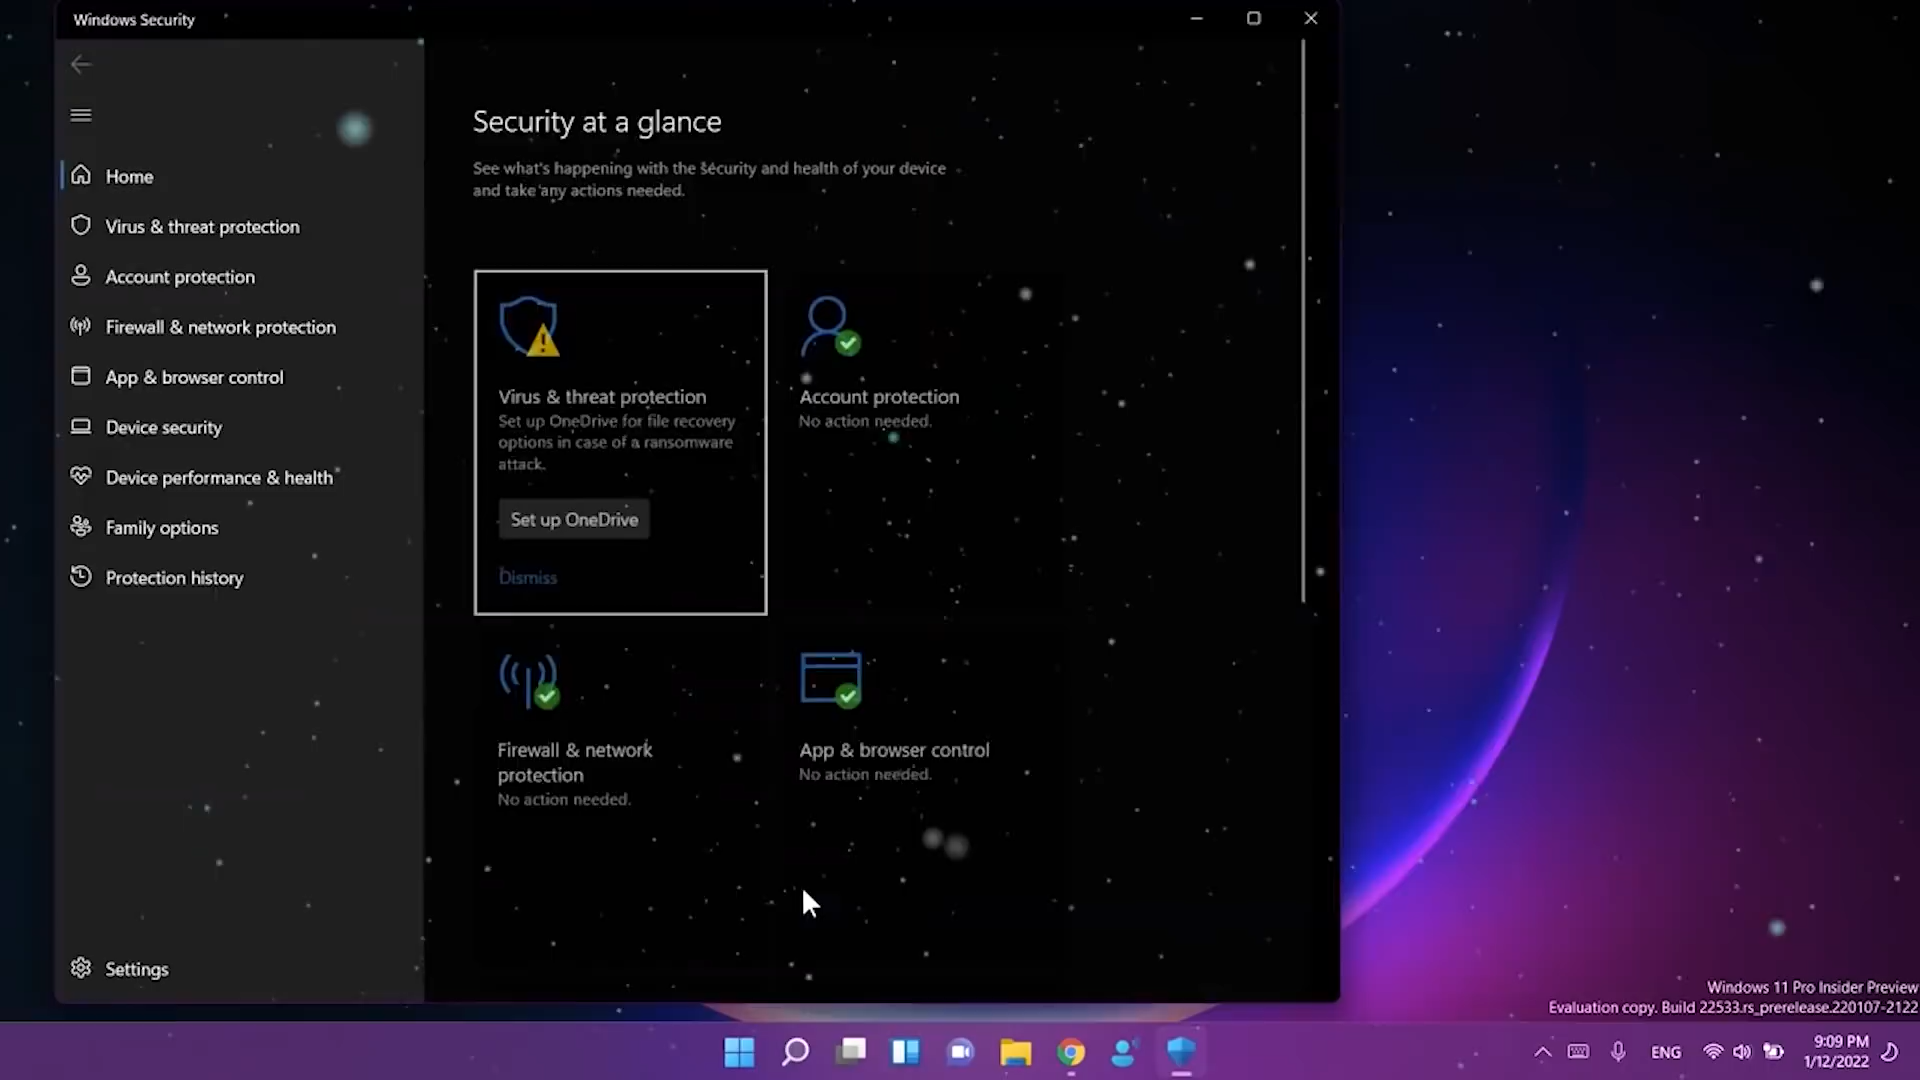 Windows Security
Home
Virus & threat protection
Account protection
Firewall & network protection
App & browser control
Device security
Device performance & health
Family options
Protection history
Settings
Security at a glance
See what's happening with the security and health of your device
and take any actions needed.
Virus & threat protection
Set up OneDrive for file recovery
options in case of a ransomware
attack.
Set up OneDrive
Dismiss
Account protection
No action needed.
Firewall & network
protection
No action needed.
App & browser control
No action needed.
Windows 11 Pro Insider Preview
Evaluation copy. Build 22533.rs_prerelease.220107-2122
ENG
9:09 PM
1/12/2022